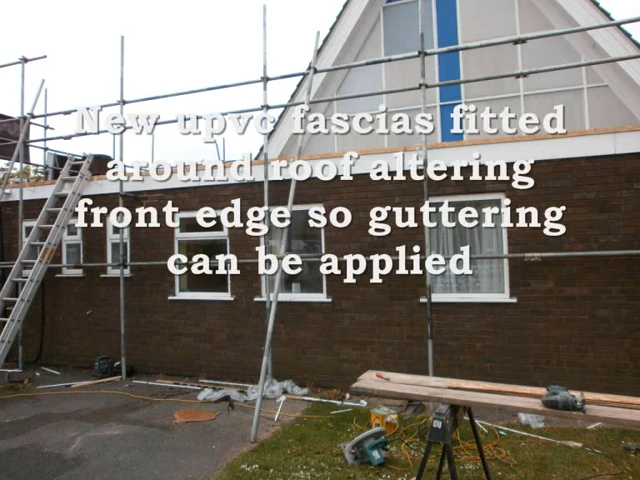 New upvc fascias fitted
around roof altering
front edge so guttering
can be applied